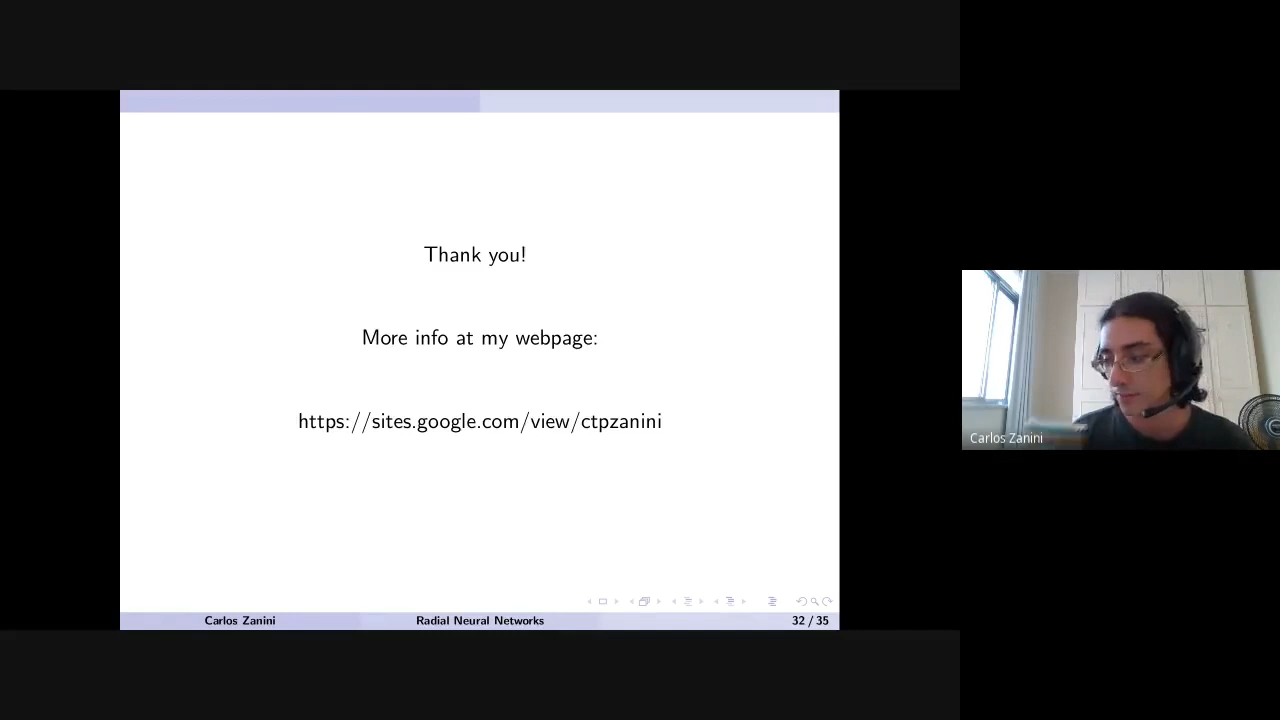 Thank you!
More info at my webpage:
https://sites.google.com/view/ctpzanini
Carlos Zanini
Radial Neural Networks
32 / 35
Carlos Zanini